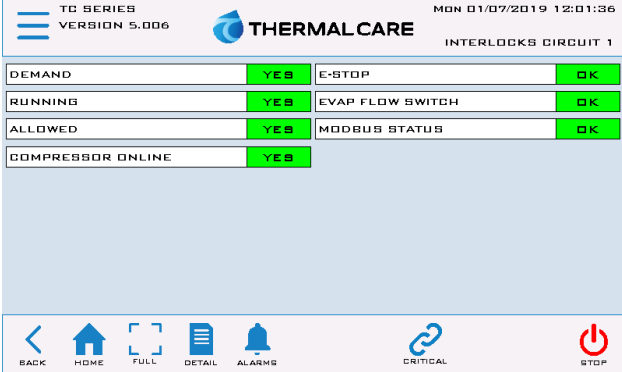 TC SERIES
VERSION 5.006
THERMALCARE
MON 01/07/2019 12:01:36
INTERLOCKS CIRCUIT 1
DEMAND YES
E-STOP OK
RUNNING YES
EVAP FLOW SWITCH OK
ALLOWED YES
MODBUS STATUS OK
COMPRESSOR ONLINE YES
BACK
HOME
FULL
DETAIL
ALARMS
CRITICAL
STOP